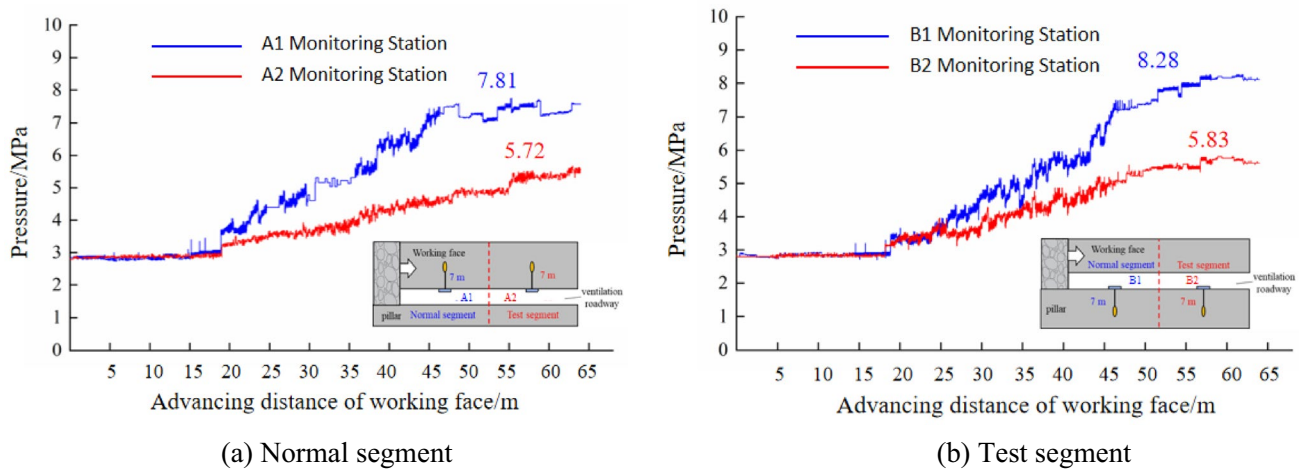 A1 Monitoring Station
A2 Monitoring Station
7.81
5.72
Pressure/MPa
10
9
8
7
6
5
4
3
2
1
0
5 10 15 20 25 30 35 40 45 50 55 60 65
Advancing distance of working face/m
Working face
7 m
7 m
. A1
A2
ventilation
roadway
pillar
Normal segment
Test segment
(a) Normal segment
B1 Monitoring Station
B2 Monitoring Station
8.28
5.83
Pressure/MPa
10
9
8
7
6
5
4
3
2
1
0
5 10 15 20 25 30 35 40 45 50 55 60 65
Advancing distance of working face/m
Working face
Normal segment
Test segment
B1
B2
ventilation
roadway
7 m
7 m
pillar
(b) Test segment